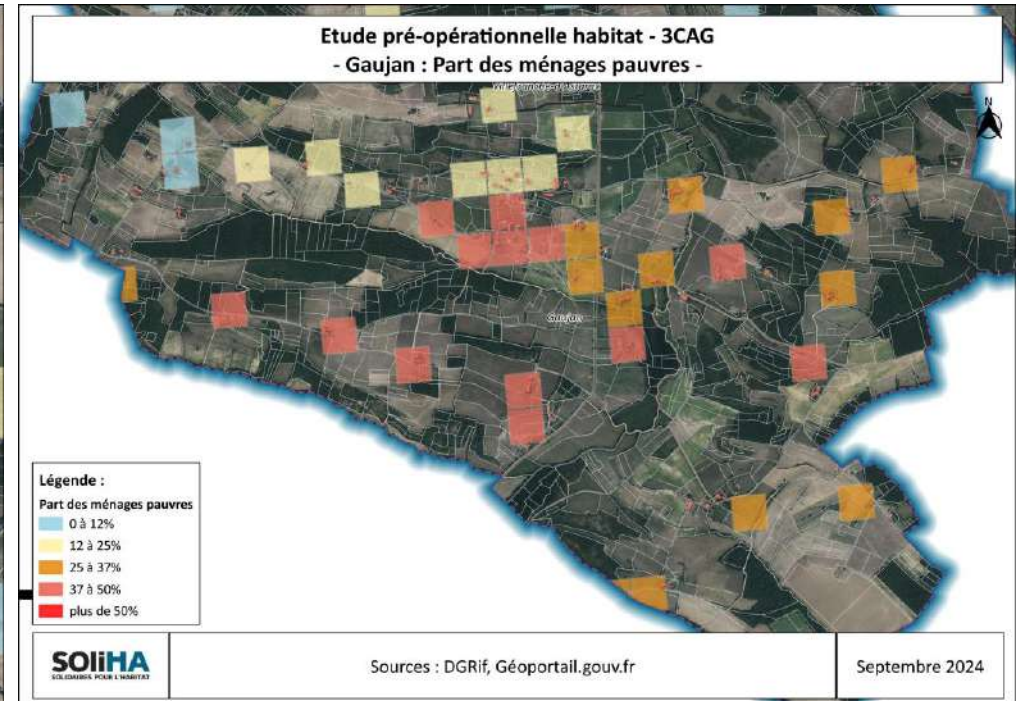 Etude pré-opérationnelle habitat - 3CAG
- Gaujan : Part des ménages pauvres -
N
Gaujan
Légende :
Part des ménages pauvres
0 à 12%
12 à 25%
25 à 37%
37 à 50%
plus de 50%
SOliHA
SOLIDAIRES POUR L'HABITAT
Sources : DGRif, Géoportail.gouv.fr
Septembre 2024